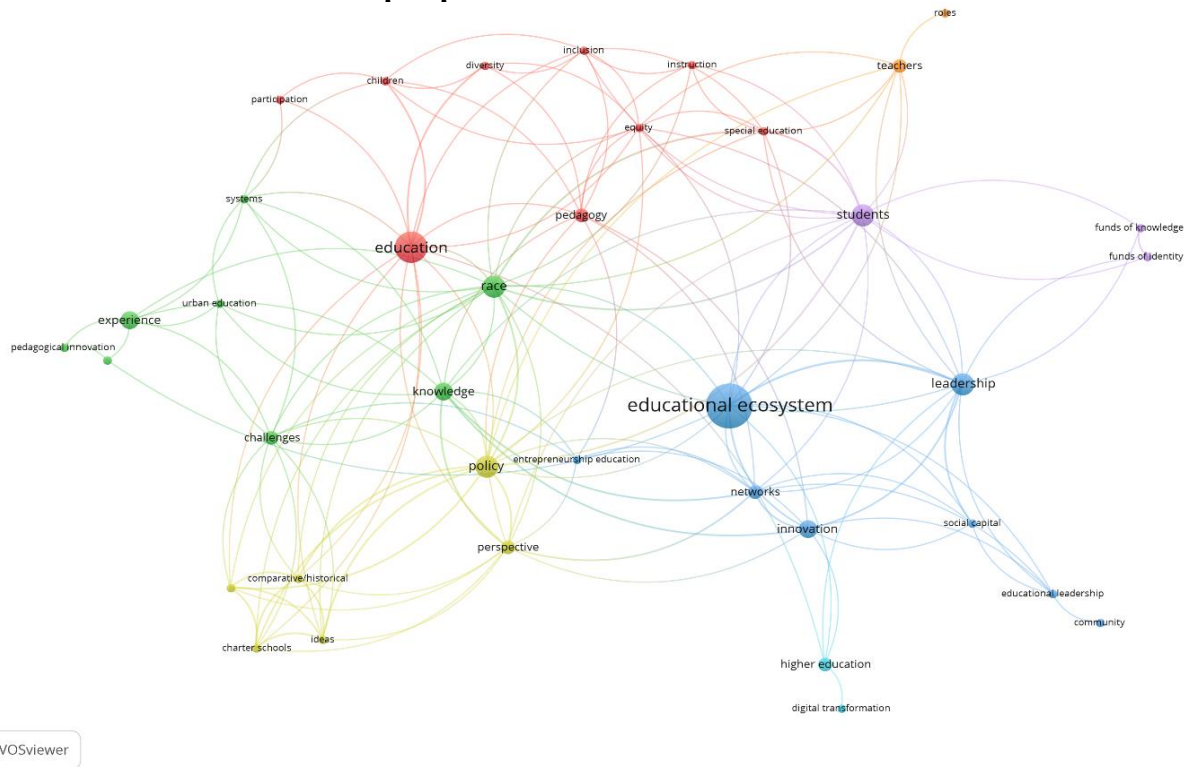 roles
inclusion
diversity
instruction
teachers
children
participation
equity
special education
systems
pedagogy
students
funds of knowledge
education
funds of identity
race
urban education
experience
pedagogical innovation
leadership
knowledge
educational ecosystem
challenges
entrepreneurship education
policy
networks
social capital
innovation
perspective
comparative/historical
educational leadership
community
ideas
charter schools
higher education
digital transformation
VOSviewer